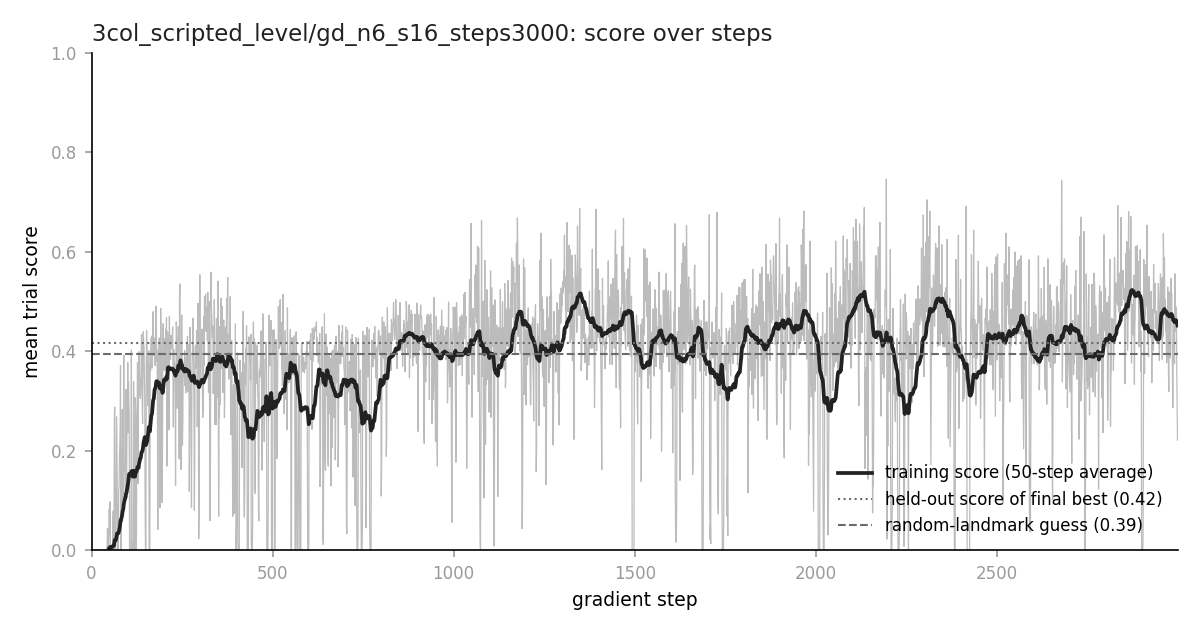 3col_scripted_level/gd_n6_s16_steps3000: score over steps
1.0
0.8
0.6
0.4
0.2
0.0
mean trial score
training score (50-step average)
held-out score of final best (0.42)
random-landmark guess (0.39)
0 500 1000 1500 2000 2500
gradient step